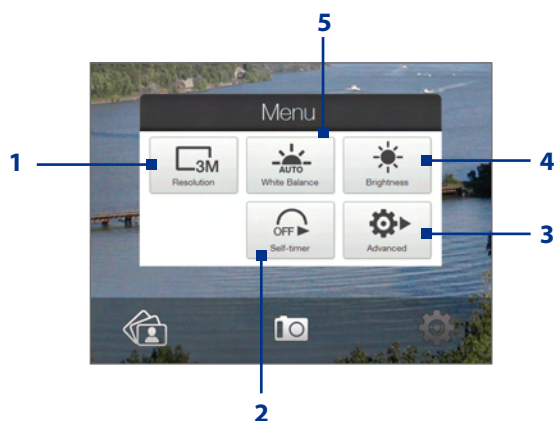 5
Menu
1
3M
Resolution
AUTO
White Balance
Brightness
4
OFF
Self-timer
Advanced
3
2